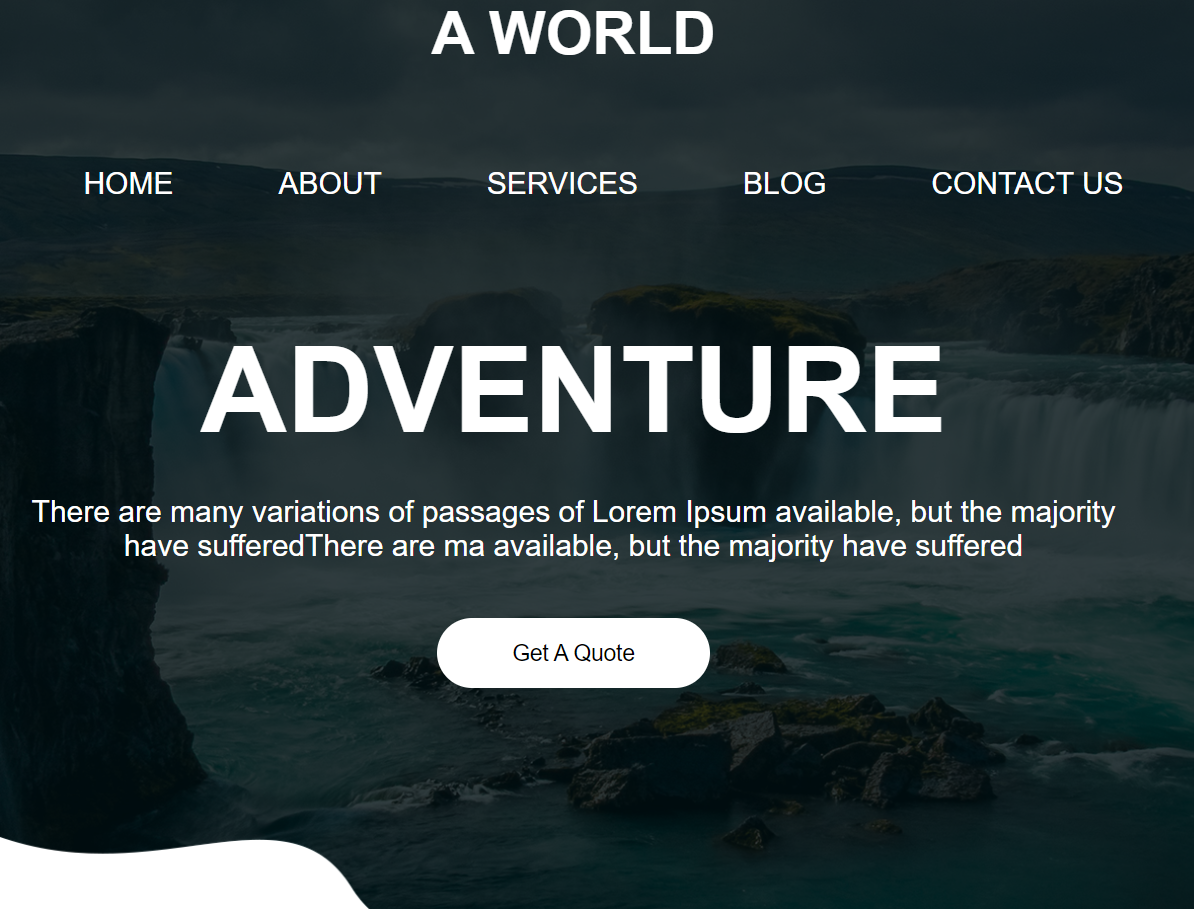 A WORLD
HOME ABOUT SERVICES BLOG CONTACT US
ADVENTURE
There are many variations of passages of Lorem Ipsum available, but the majority
have sufferedThere are ma available, but the majority have suffered
Get A Quote